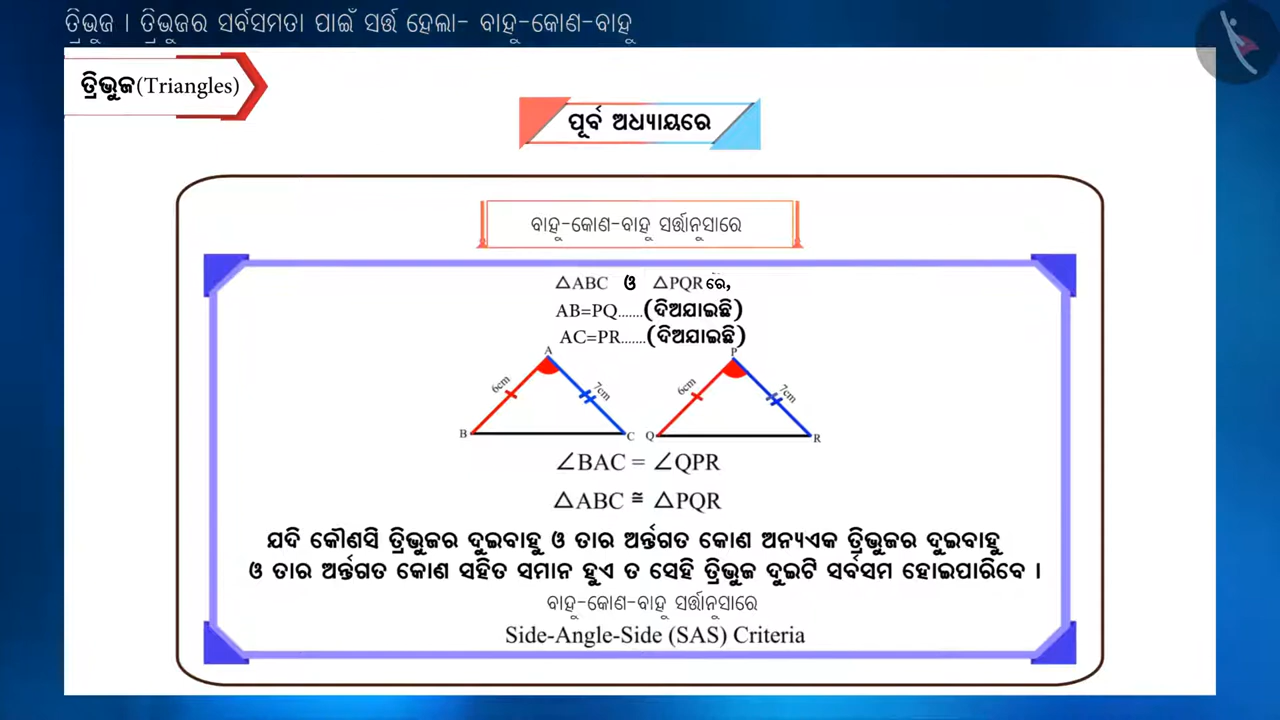 ତ୍ରିଭୁଜ । ତ୍ରିଭୁଜର ସର୍ବସମତା ପାଇଁ ସର୍ତ୍ତ ହେଲା- ବାହୁ-କୋଣ-ବାହୁ
ତ୍ରିଭୁଜ(Triangles)
ପୂର୍ବ ଅଧ୍ୟାୟରେ
ବାହୁ-କୋଣ-ବାହୁ ସର୍ତ୍ତାନୁସାରେ
△ABC ଓ △PQR ରେ,
AB=PQ.......(ଦିଅଯାଇଛି)
AC=PR.......(ଦିଅଯାଇଛି)
A P
6cm 7cm 6cm 7cm
B C Q R
∠BAC = ∠QPR
△ABC ≅ △PQR
ଯଦି କୌଣସି ତ୍ରିଭୁଜର ଦୁଇବାହୁ ଓ ତାର ଅର୍ନ୍ତଗତ କୋଣ ଅନ୍ୟଏକ ତ୍ରିଭୁଜର ଦୁଇବାହୁ
ଓ ତାର ଅର୍ନ୍ତଗତ କୋଣ ସହିତ ସମାନ ହୁଏ ତ ସେହି ତ୍ରିଭୁଜ ଦୁଇଟି ସର୍ବସମ ହୋଇପାରିବେ ।
ବାହୁ-କୋଣ-ବାହୁ ସର୍ତ୍ତାନୁସାରେ
Side-Angle-Side (SAS) Criteria